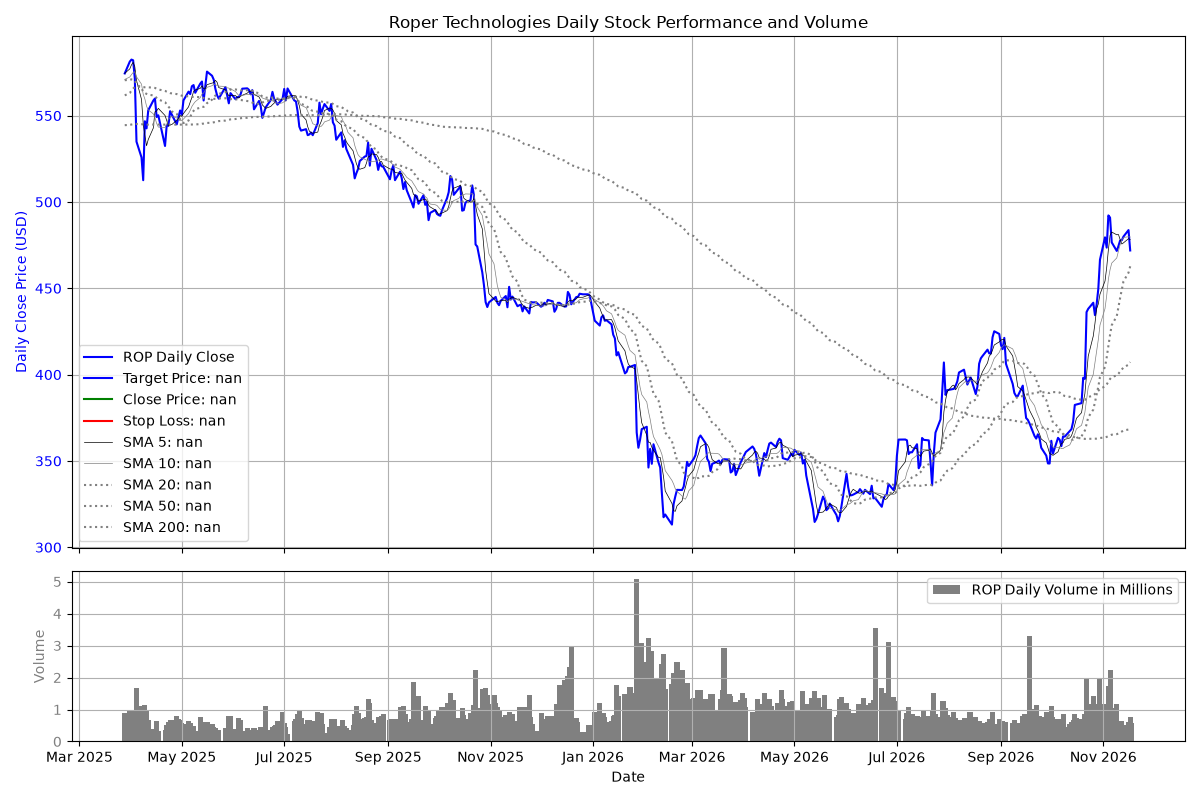 Roper Technologies Daily Stock Performance and Volume
Daily Close Price (USD)
550
500
450
400
350
300
ROP Daily Close
Target Price: nan
Close Price: nan
Stop Loss: nan
SMA 5: nan
SMA 10: nan
SMA 20: nan
SMA 50: nan
SMA 200: nan
Volume
5
4
3
2
1
0
ROP Daily Volume in Millions
Mar 2025 May 2025 Jul 2025 Sep 2025 Nov 2025 Jan 2026 Mar 2026 May 2026 Jul 2026 Sep 2026 Nov 2026
Date